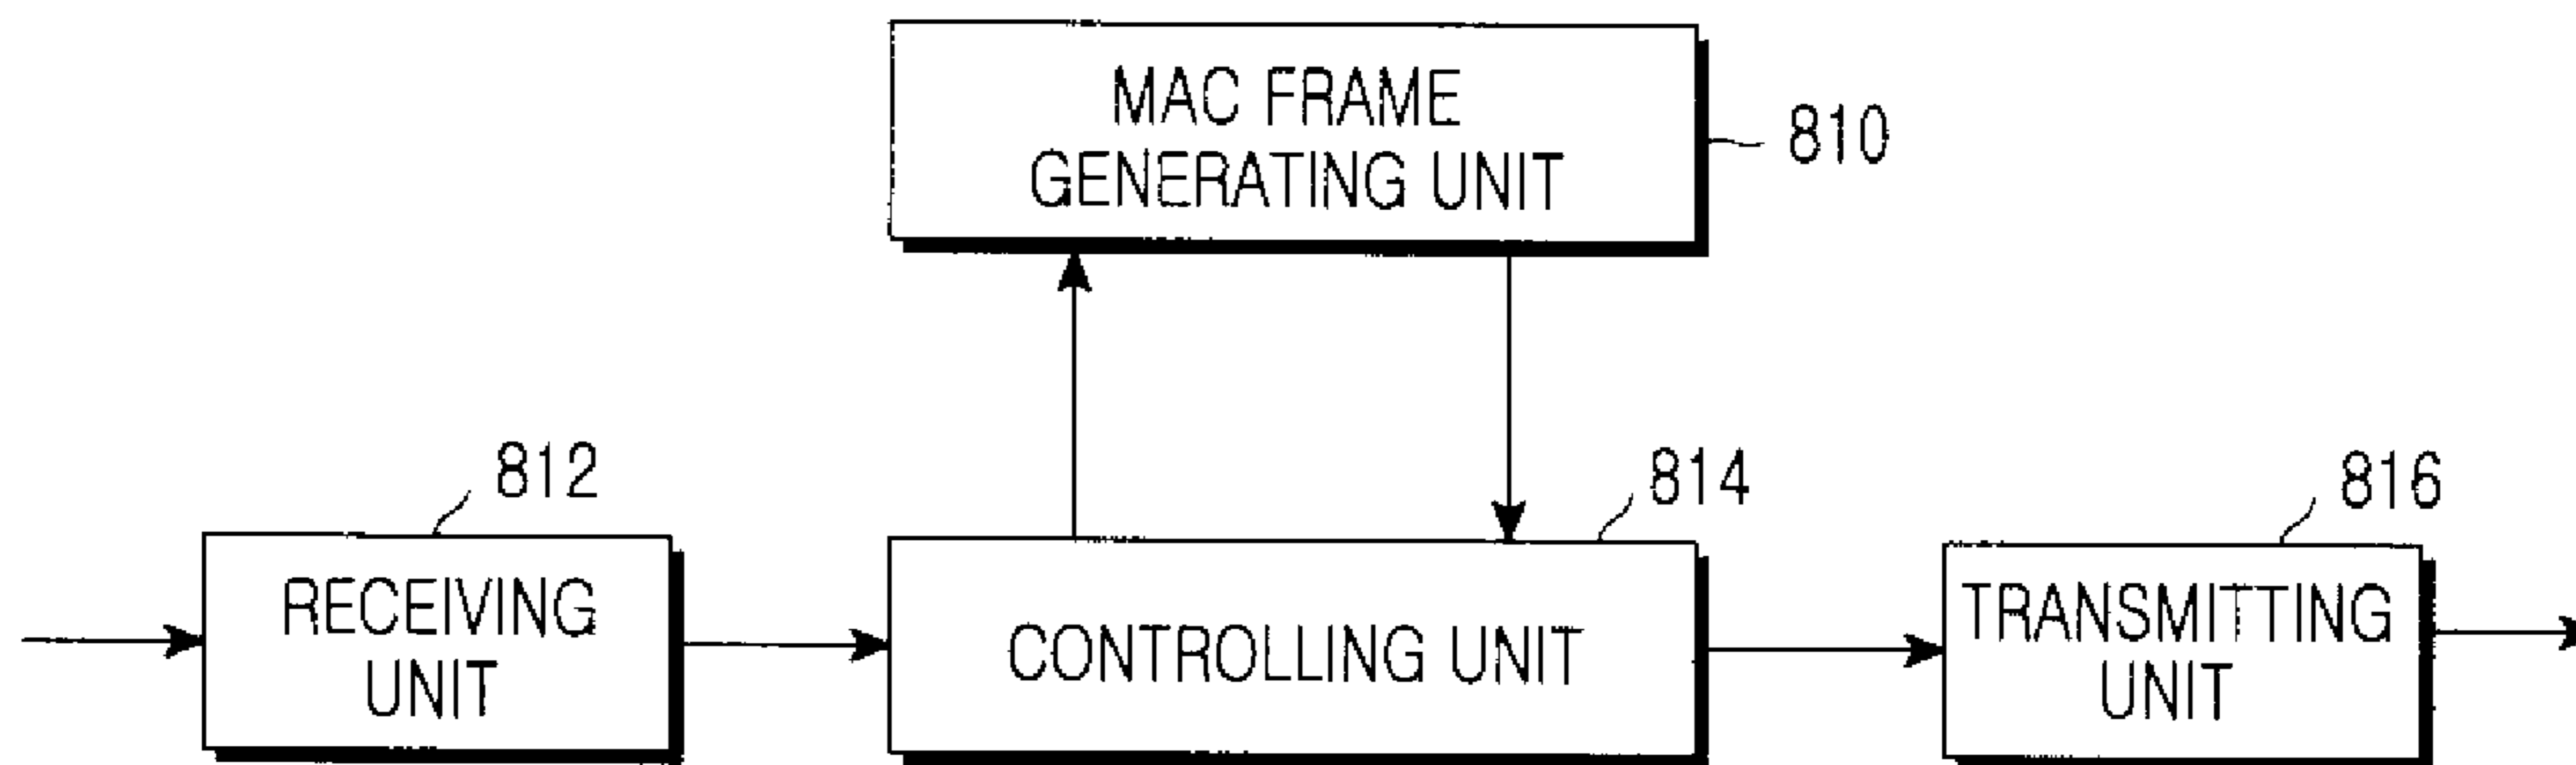 MAC FRAME
GENERATING UNIT
810
812
814
816
RECEIVING
UNIT
CONTROLLING UNIT
TRANSMITTING
UNIT